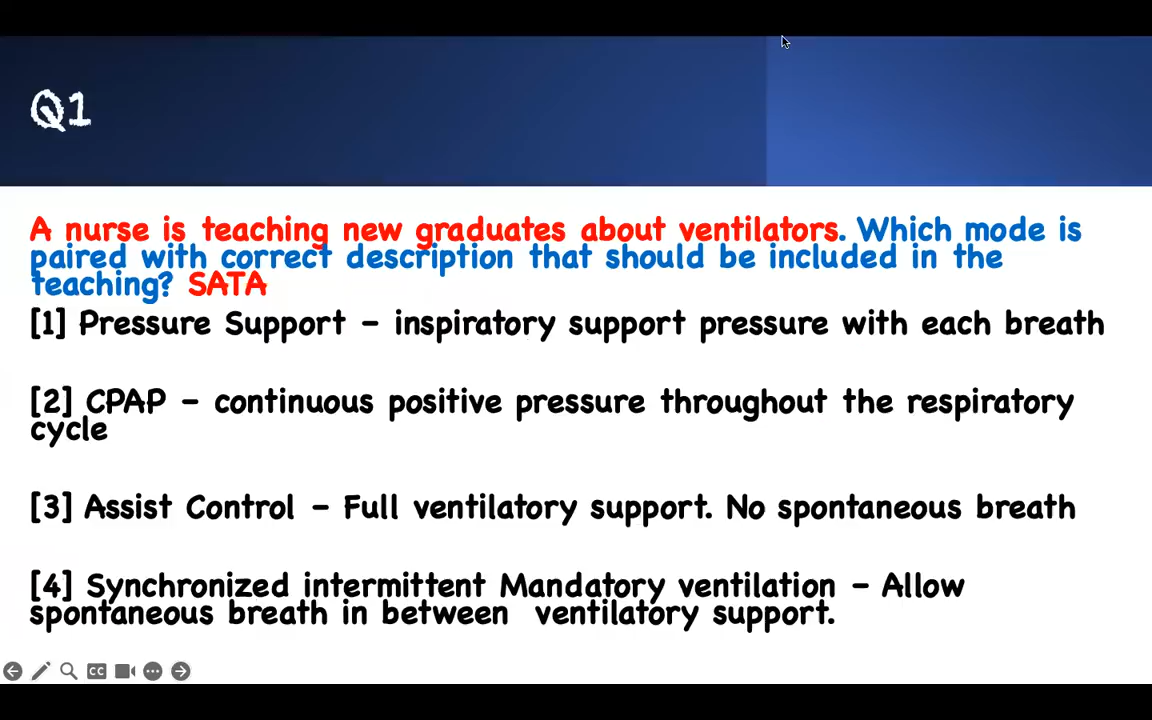 Q1
A nurse is teaching new graduates about ventilators. Which mode is
paired with correct description that should be included in the
teaching? SATA
[1] Pressure Support – inspiratory support pressure with each breath
[2] CPAP – continuous positive pressure throughout the respiratory
cycle
[3] Assist Control – Full ventilatory support. No spontaneous breath
[4] Synchronized intermittent Mandatory ventilation – Allow
spontaneous breath in between ventilatory support.
CC